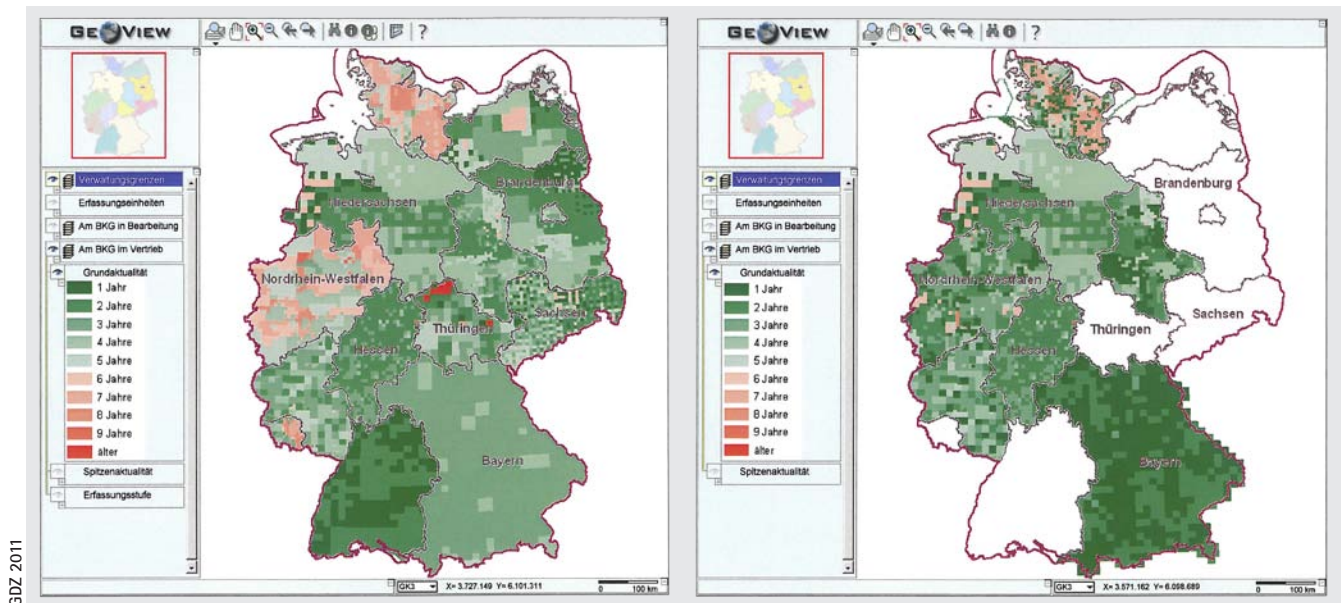 GEOVIEW
?
Verwaltungsgrenzen
Erfassungseinheiten
Am BKG in Bearbeitung
Am BKG im Vertrieb
Grundaktualität
1 Jahr
2 Jahre
3 Jahre
4 Jahre
5 Jahre
6 Jahre
7 Jahre
8 Jahre
9 Jahre
älter
Spitzenaktualität
Erfassungsstufe
Brandenburg
Niedersachsen
Nordrhein-Westfalen
Sachsen
Thüringen
Hessen
Bayern
GK3 X= 3.727.149 Y= 6.101.311
0 100 km
GEOVIEW
?
Verwaltungsgrenzen
Erfassungseinheiten
Am BKG in Bearbeitung
Am BKG im Vertrieb
Grundaktualität
1 Jahr
2 Jahre
3 Jahre
4 Jahre
5 Jahre
6 Jahre
7 Jahre
8 Jahre
9 Jahre
älter
Spitzenaktualität
Brandenburg
Niedersachsen
Nordrhein-Westfalen
Sachsen
Thüringen
Hessen
Bayern
GK3 X= 3.571.162 Y= 6.098.689
0 100 km
GDZ 2011